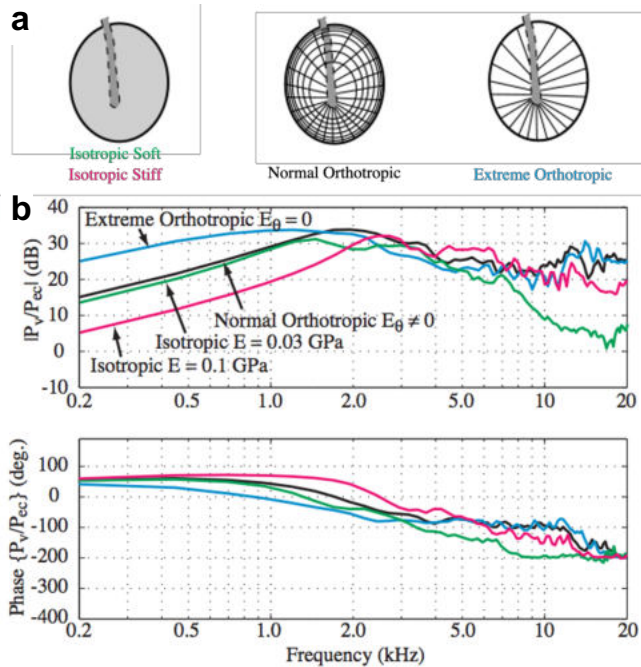 a
Isotropic Soft
Isotropic Stiff
Normal Orthotropic
Extreme Orthotropic
b
40
30
20
10
0
-10
|Pv/Pec| (dB)
Extreme Orthotropic Eθ = 0
Normal Orthotropic Eθ ≠ 0
Isotropic E = 0.03 GPa
Isotropic E = 0.1 GPa
0.2 0.5 1.0 2.0 5.0 10 20
100
0
-100
-200
-300
-400
Phase {Pv/Pec} (deg.)
0.2 0.5 1.0 2.0 5.0 10 20
Frequency (kHz)